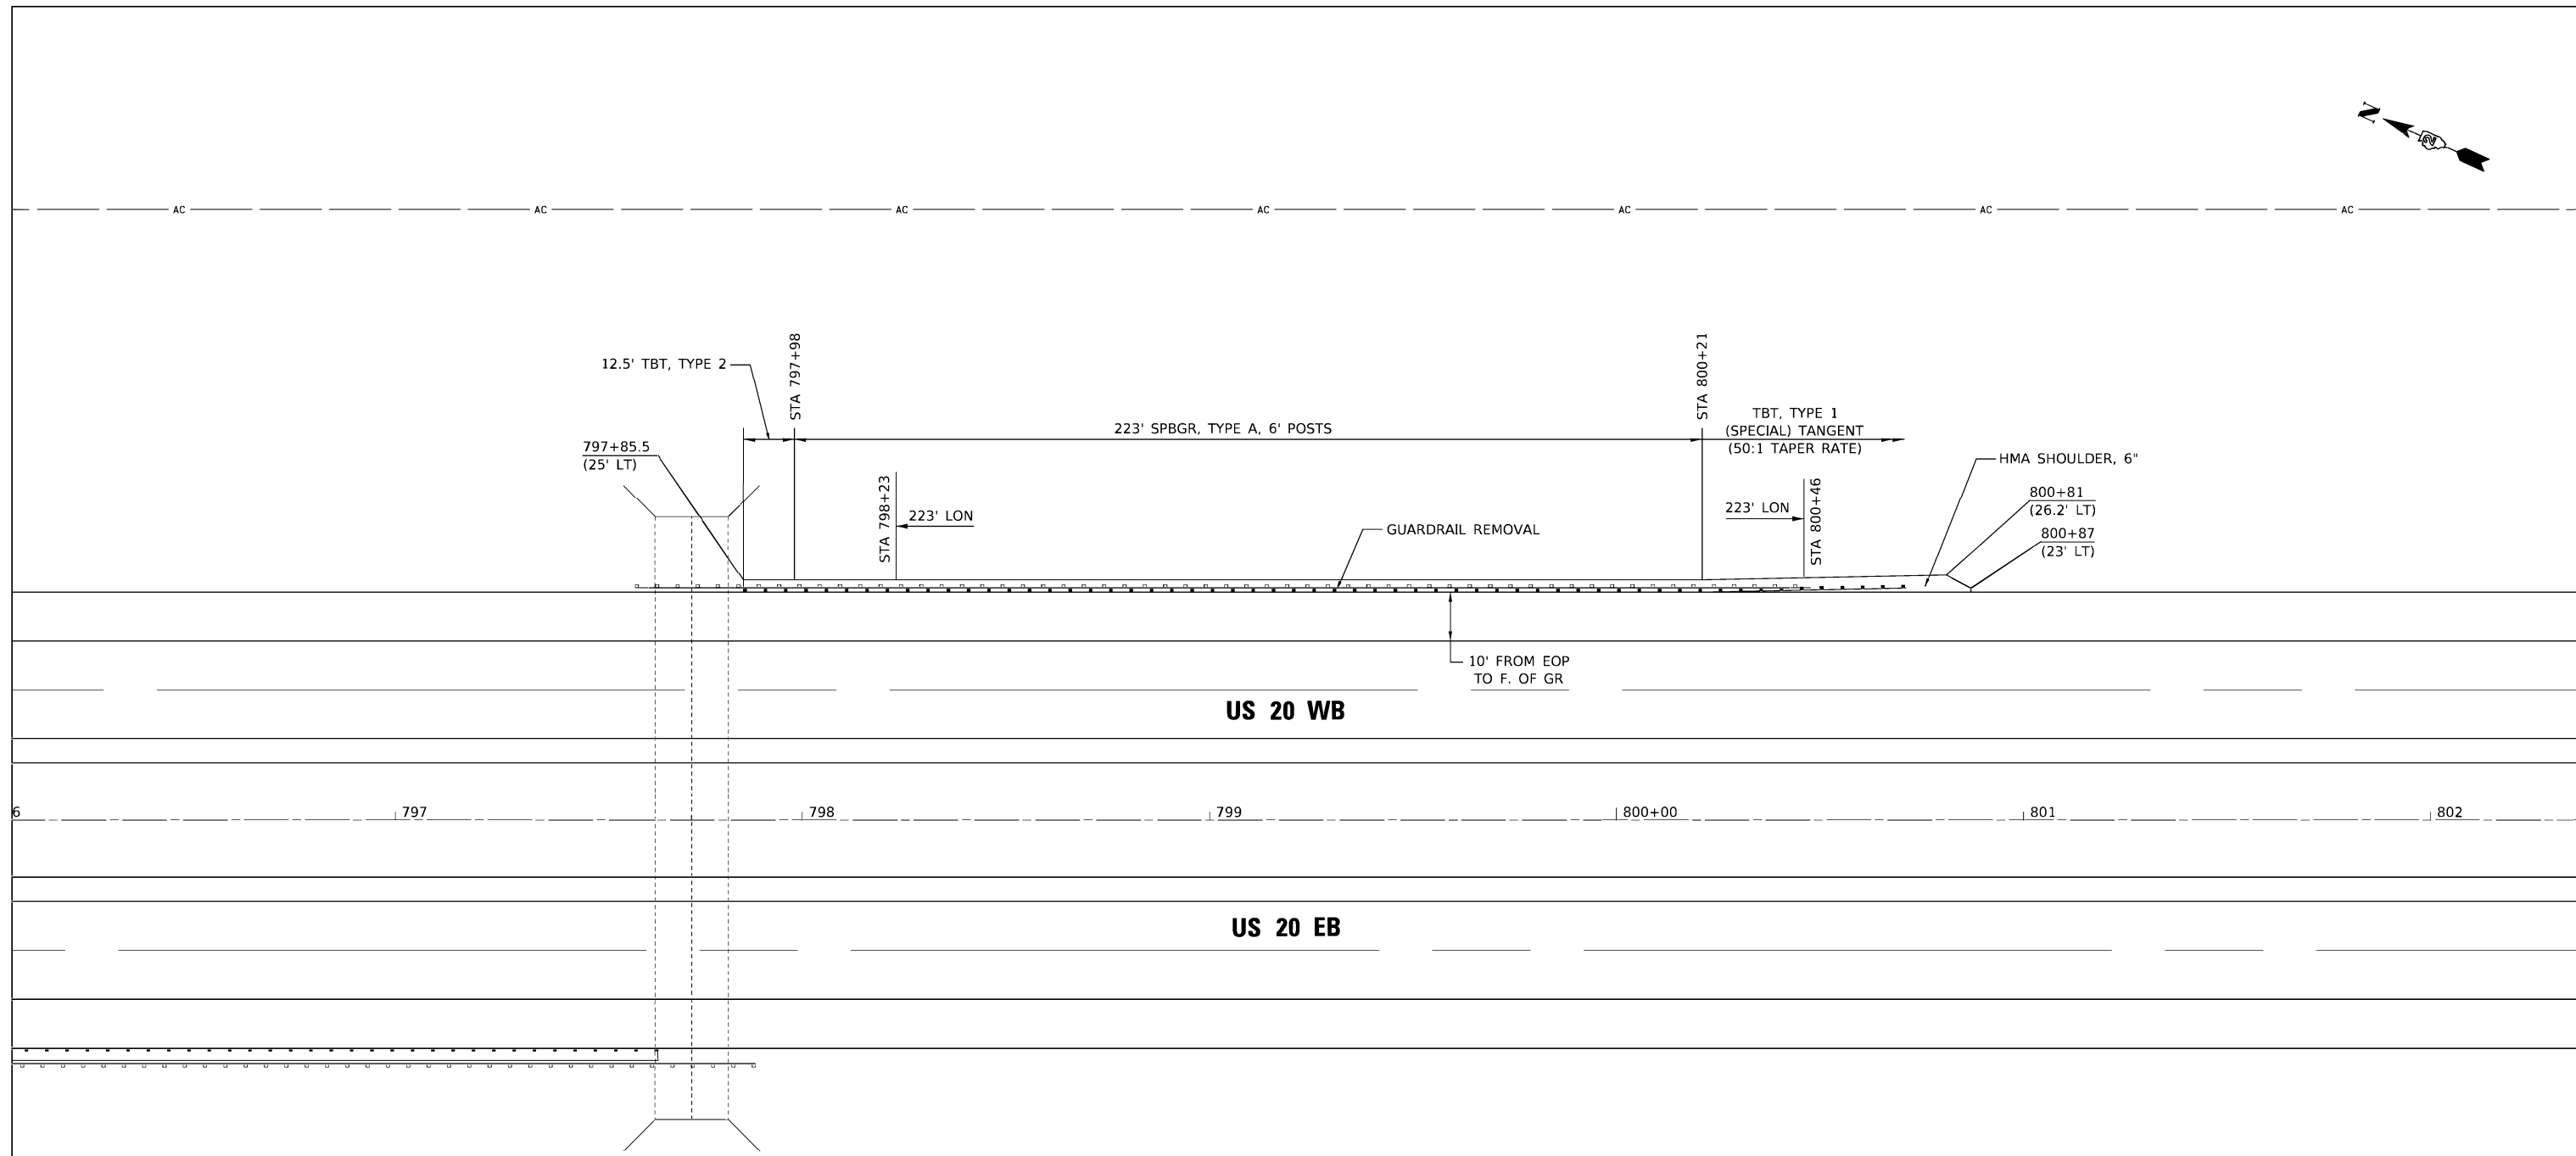 N
2
AC AC AC AC AC AC AC
STA 797+98
STA 800+21
12.5' TBT, TYPE 2
223' SPBGR, TYPE A, 6' POSTS
TBT, TYPE 1
(SPECIAL) TANGENT
(50:1 TAPER RATE)
797+85.5
(25' LT)
STA 798+23
223' LON
223' LON
STA 800+46
HMA SHOULDER, 6"
800+81
(26.2' LT)
800+87
(23' LT)
GUARDRAIL REMOVAL
10' FROM EOP
TO F. OF GR
US 20 WB
6 797 798 799 800+00 801 802
US 20 EB